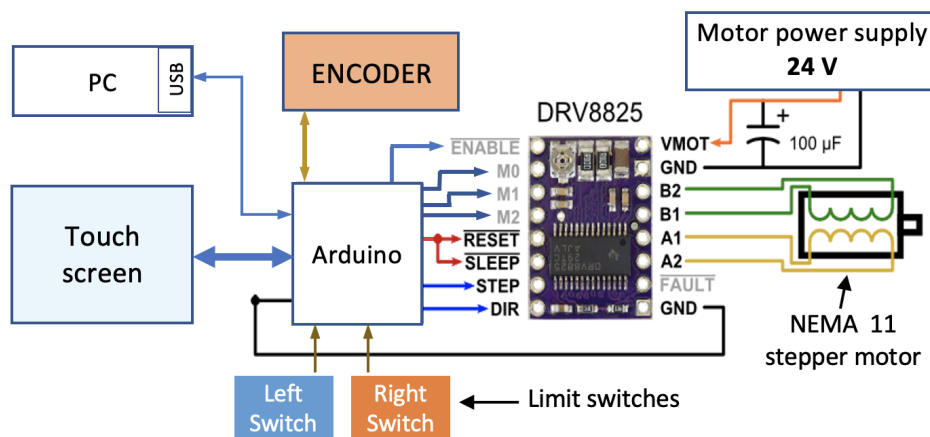 Motor power supply
24 V
PC
USB
ENCODER
DRV8825
ENABLE
M0
M1
M2
RESET
SLEEP
STEP
DIR
VMOT
GND
B2
B1
A1
A2
FAULT
GND
+
100 µF
Touch
screen
Arduino
NEMA 11
stepper motor
Left
Switch
Right
Switch
Limit switches